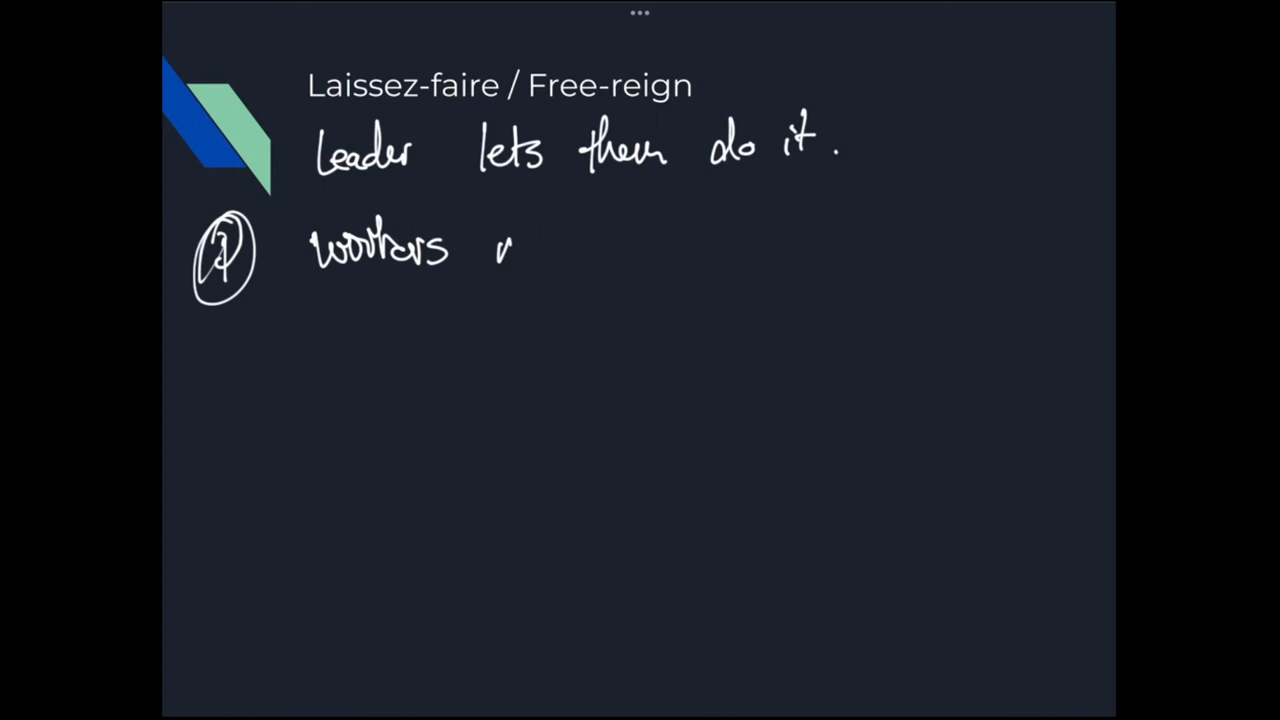 Laissez-faire / Free-reign
Leader lets them do it.
workers